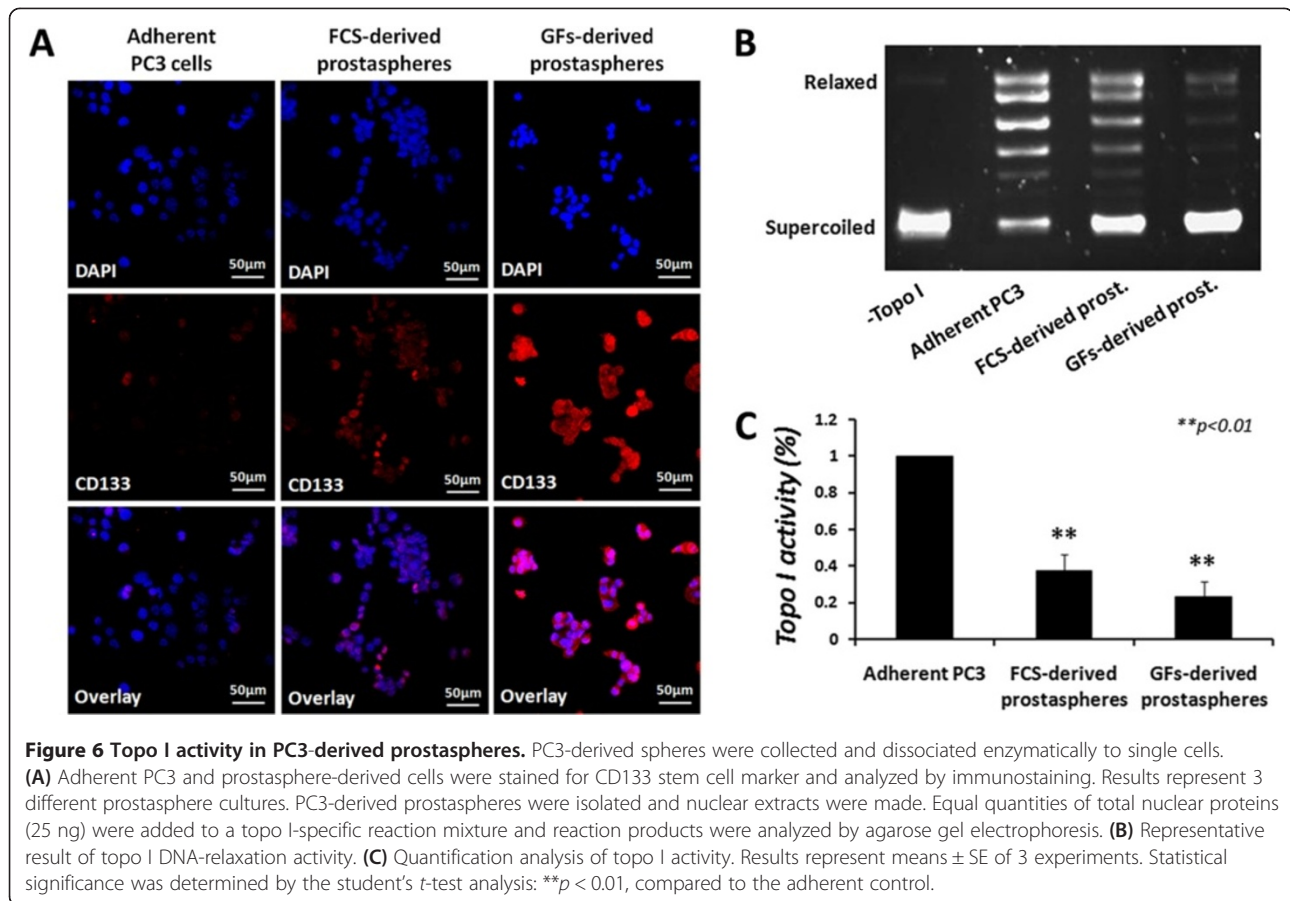 A
Adherent
PC3 cells
FCS-derived
prostaspheres
GFs-derived
prostaspheres
DAPI
50µm
DAPI
50µm
DAPI
50µm
CD133
50µm
CD133
50µm
CD133
50µm
Overlay
50µm
Overlay
50µm
Overlay
50µm
B
Relaxed
Supercoiled
-Topo I
Adherent PC3
FCS-derived prost.
GFs-derived prost.
C
Topo I activity (%)
1.2
1
0.8
0.6
0.4
0.2
0
**p<0.01
**
**
Adherent PC3
FCS-derived
prostaspheres
GFs-derived
prostaspheres
Figure 6 Topo I activity in PC3-derived prostaspheres. PC3-derived spheres were collected and dissociated enzymatically to single cells.
(A) Adherent PC3 and prostasphere-derived cells were stained for CD133 stem cell marker and analyzed by immunostaining. Results represent 3
different prostasphere cultures. PC3-derived prostaspheres were isolated and nuclear extracts were made. Equal quantities of total nuclear proteins
(25 ng) were added to a topo I-specific reaction mixture and reaction products were analyzed by agarose gel electrophoresis. (B) Representative
result of topo I DNA-relaxation activity. (C) Quantification analysis of topo I activity. Results represent means ± SE of 3 experiments. Statistical
significance was determined by the student's t-test analysis: **p < 0.01, compared to the adherent control.